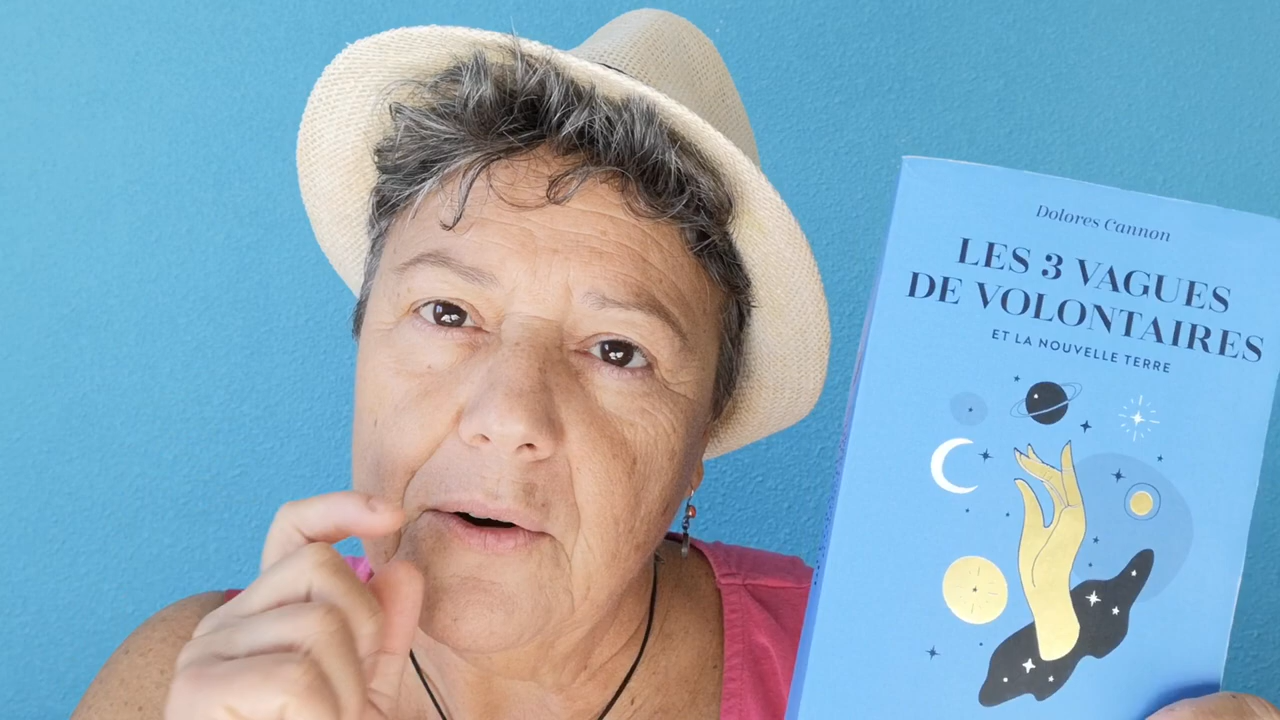 Dolores Cannon
LES 3 VAGUES
DE VOLONTAIRES
ET LA NOUVELLE TERRE